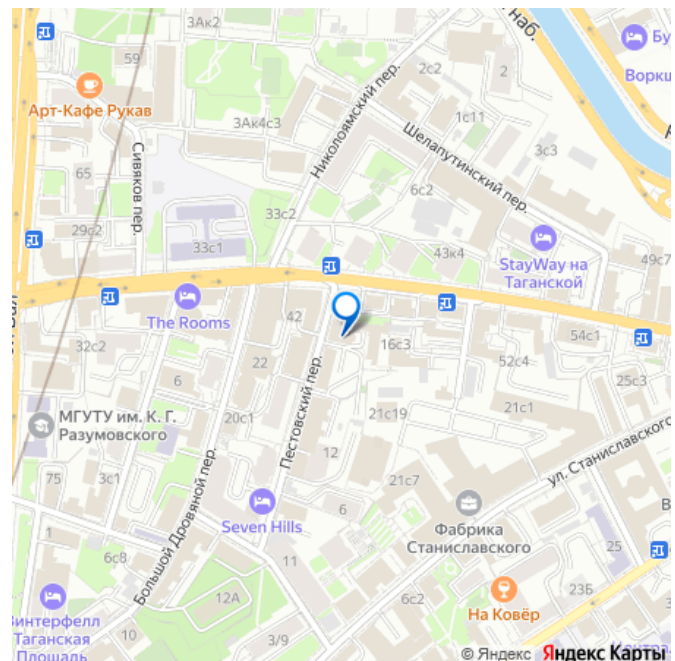 3Ак2
наб.
59
Арт-Кафе Рукав
2с2
2
Воркш
3Ак4с3
Николоямский пер.
1с11
Шелапутинский пер.
3с3
Сивяков пер.
65
6с2
33с2
29с2
33с1
43к4
StayWay на
Таганской
49с7
The Rooms
42
Пестовский пер.
54с1
32с2
22
16с3
52с4
6
25с3
МГУТУ им. К. Г.
Разумовского
20с1
21с19
21с1
ул. Станиславского
75
3с1
Большой Дровяной пер.
12
21с7
Seven Hills
6
Фабрика
Станиславского
1
11
25
6с8
12А
На Ковёр
23Б
6с2
Винтерфелл
Таганская
Площадь
10
3/9
© Яндекс Яндекс Карты